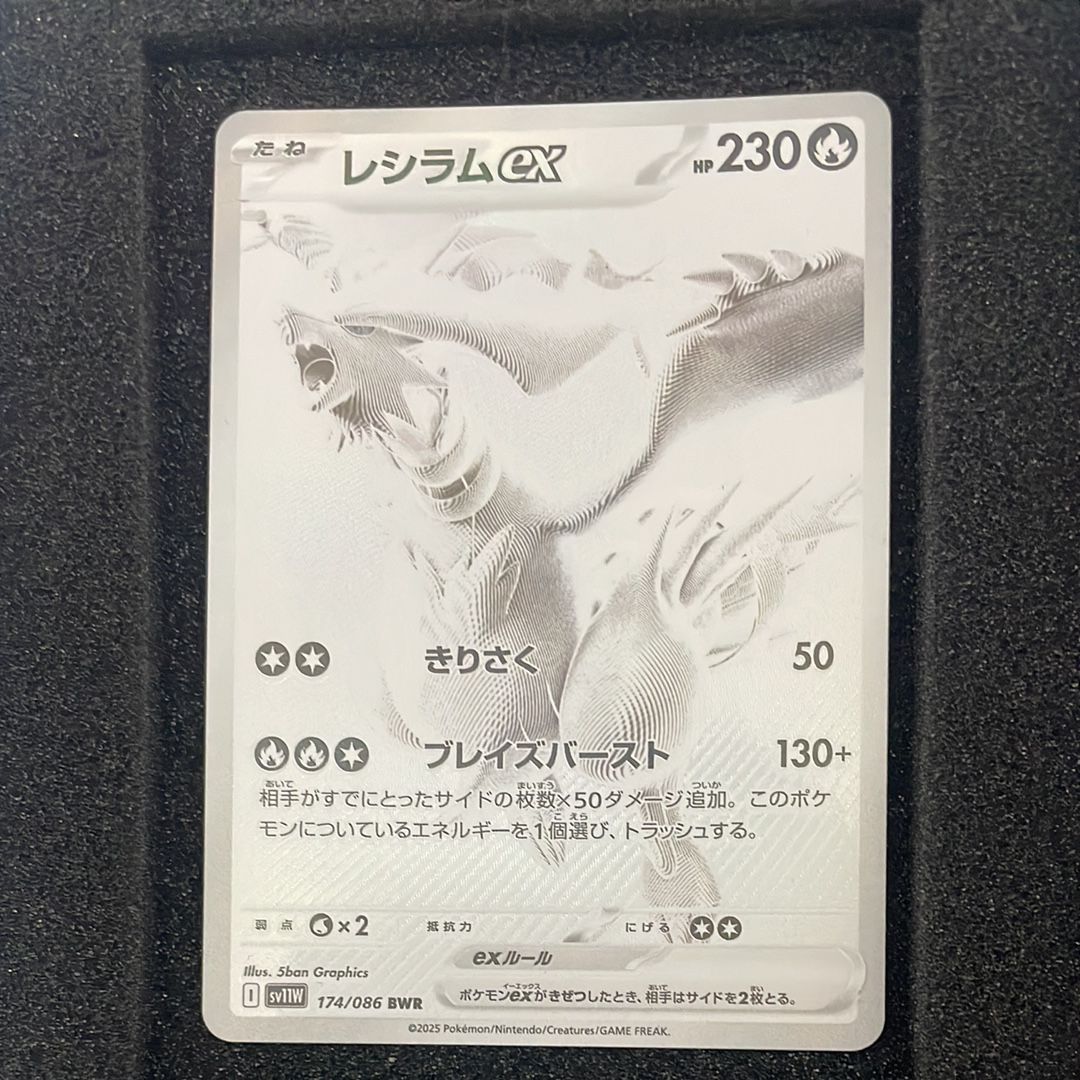 たね レシラムex HP230
きりさく 50
ブレイズバースト 130+
相手がすでにとったサイドの枚数×50ダメージ追加。このポケ
モンについているエネルギーを1個選び、トラッシュする。
弱点 ×2 抵抗力 にげる
exルール
ポケモンexがきぜつしたとき、相手はサイドを2枚とる。
Illus. 5ban Graphics
I sv11W 174/086 BWR
©2025 Pokémon/Nintendo/Creatures/GAME FREAK.